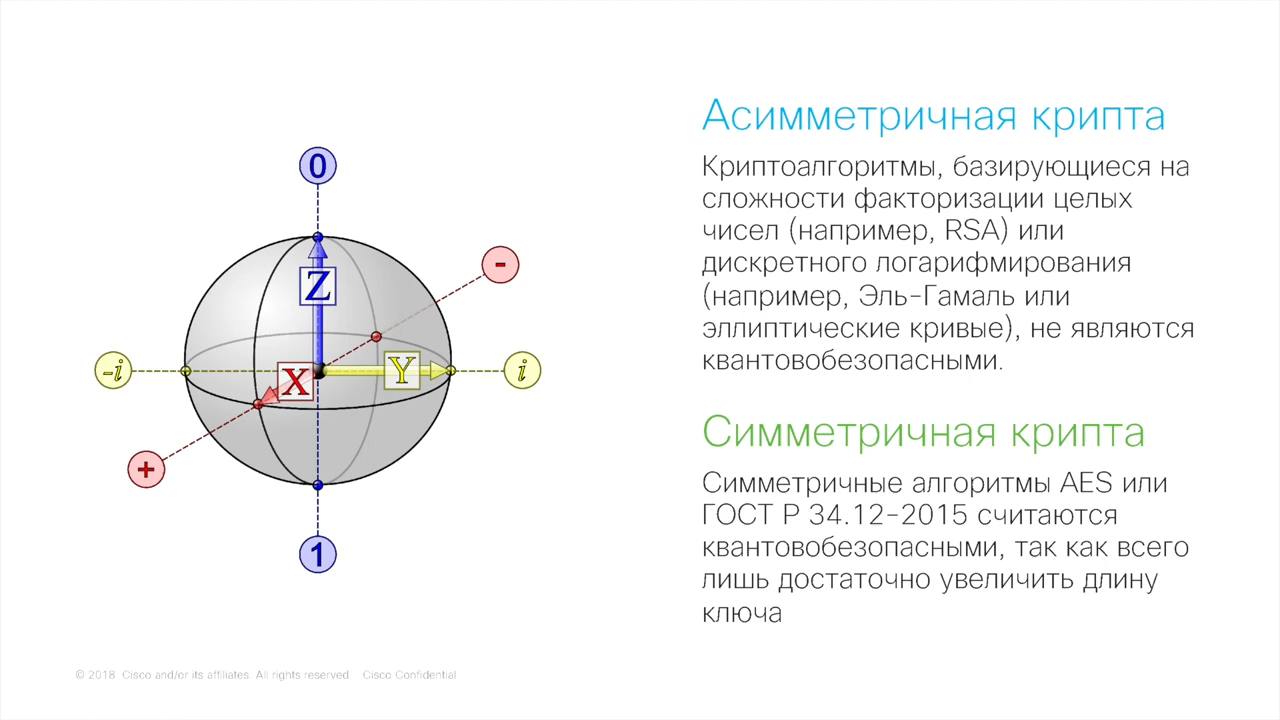 0
-
Z
-i
X
Y
i
+
1
Асимметричная крипта
Криптоалгоритмы, базирующиеся на
сложности факторизации целых
чисел (например, RSA) или
дискретного логарифмирования
(например, Эль-Гамаль или
эллиптические кривые), не являются
квантовобезопасными.
Симметричная крипта
Симметричные алгоритмы AES или
ГОСТ Р 34.12-2015 считаются
квантовобезопасными, так как всего
лишь достаточно увеличить длину
ключа
© 2018 Cisco and/or its affiliates. All rights reserved. Cisco Confidential